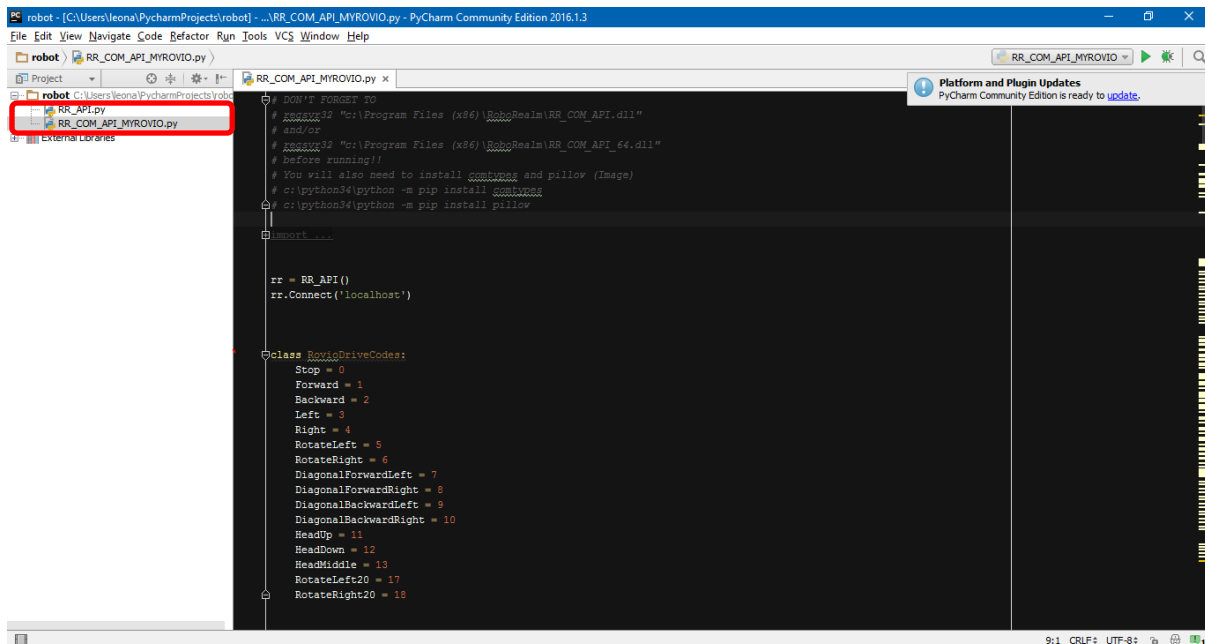 robot - [C:\Users\leona\PycharmProjects\robot] - ...\RR_COM_API_MYROVIO.py - PyCharm Community Edition 2016.1.3
File Edit View Navigate Code Refactor Run Tools VCS Window Help
robot RR_COM_API_MYROVIO.py RR_COM_API_MYROVIO
Project RR_COM_API_MYROVIO.py
Platform and Plugin Updates
PyCharm Community Edition is ready to update.
robot C:\Users\leona\PycharmProjects\robo
RR_API.py
RR_COM_API_MYROVIO.py
External Libraries
# DON'T FORGET TO
# regsvr32 "c:\Program Files (x86)\RoboRealm\RR_COM_API.dll"
# and/or
# regsvr32 "c:\Program Files (x86)\RoboRealm\RR_COM_API_64.dll"
# before running!!
# You will also need to install comtypes and pillov (Image)
# c:\python34\python -m pip install comtypes
# c:\python34\python -m pip install pillov
import ...
rr = RR_API()
rr.Connect('localhost')
class RovioDriveCodes:
Stop = 0
Forward = 1
Backward = 2
Left = 3
Right = 4
RotateLeft = 5
RotateRight = 6
DiagonalForwardLeft = 7
DiagonalForwardRight = 8
DiagonalBackwardLeft = 9
DiagonalBackwardRight = 10
HeadUp = 11
HeadDown = 12
HeadMiddle = 13
RotateLeft20 = 17
RotateRight20 = 18
9:1 CRLF UTF-8 1